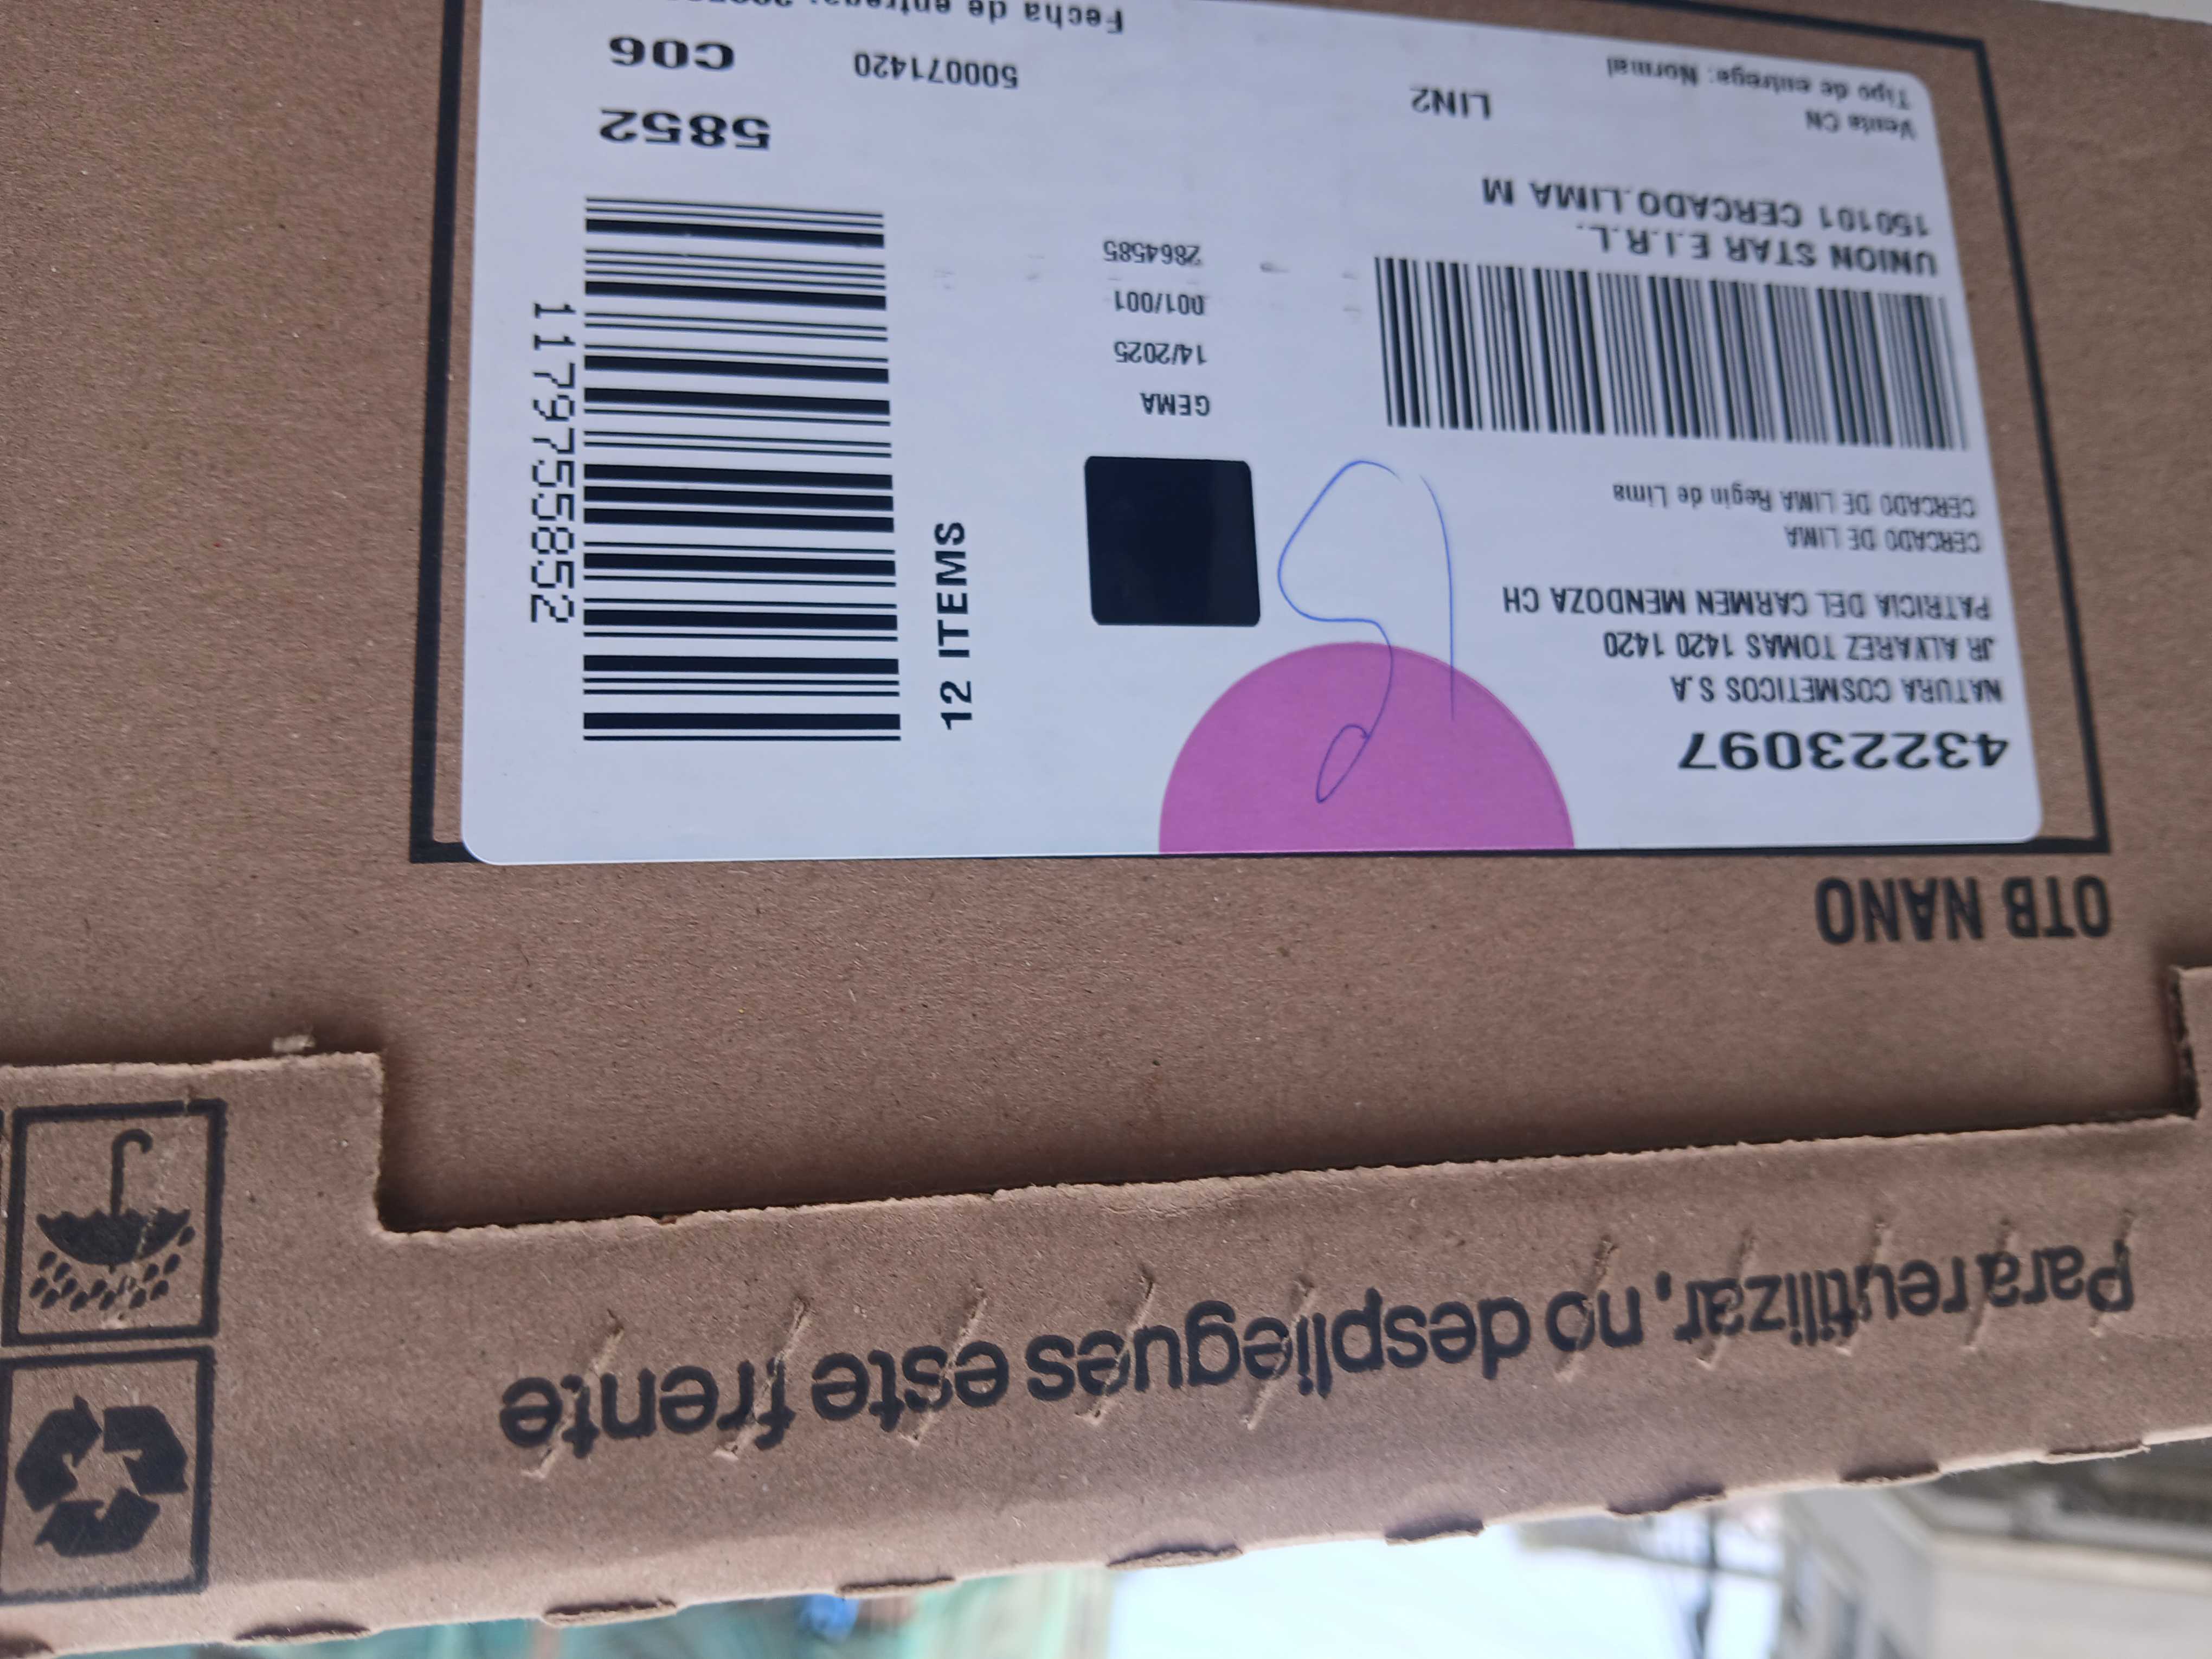 Para reutilizar, no despliegues este frente
OTB NANO
43223097
NATURA COSMETICOS S.A
JR ALVAREZ TOMAS 1420 1420
PATRICIA DEL CARMEN MENDOZA CH
CERCADO DE LIMA
CERCADO DE LIMA Regin de Lima
UNION STAR E.I.R.L.
150101 CERCADO.LIMA M
Venta CN
Tipo de entrega: Normal
LIN2
GEMA
14/2025
001/001
2864585
12 ITEMS
1179755852
5852
C06
500071420
Fecha de entrega: